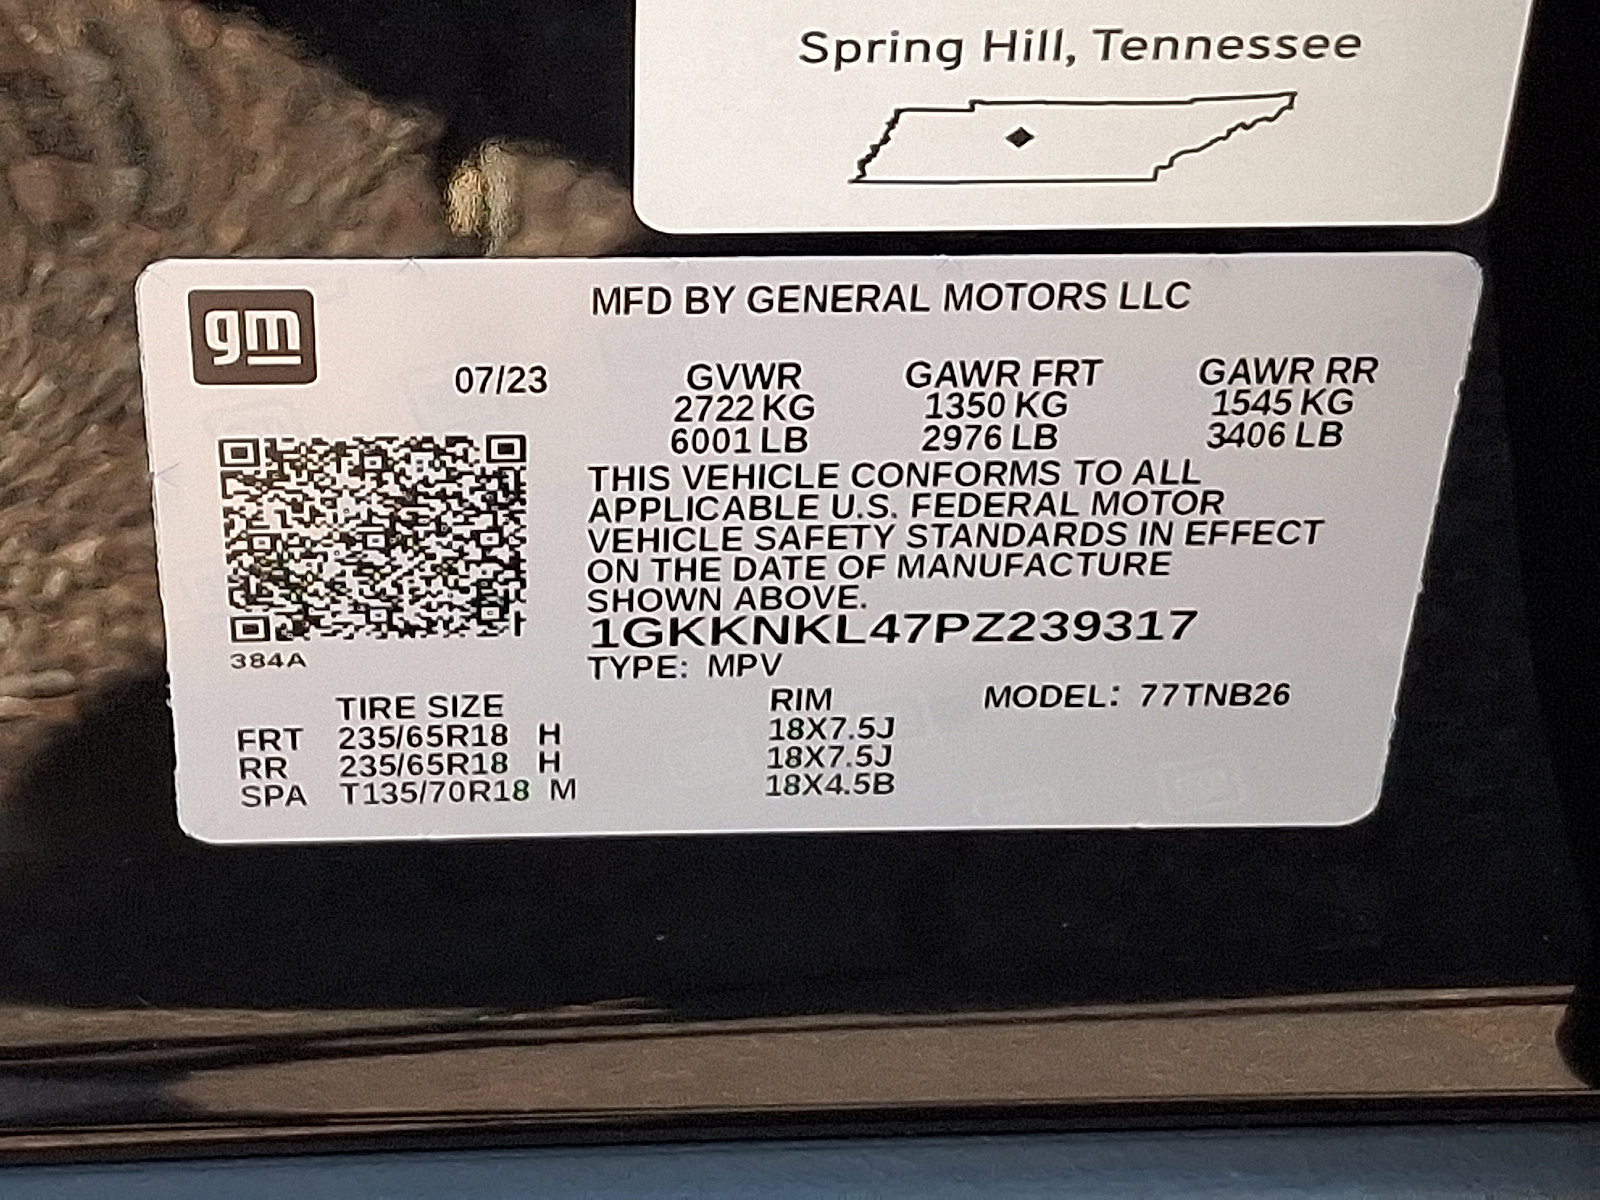 Spring Hill, Tennessee
gm
MFD BY GENERAL MOTORS LLC
07/23 GVWR GAWR FRT GAWR RR
2722 KG 1350 KG 1545 KG
6001 LB 2976 LB 3406 LB
THIS VEHICLE CONFORMS TO ALL
APPLICABLE U.S. FEDERAL MOTOR
VEHICLE SAFETY STANDARDS IN EFFECT
ON THE DATE OF MANUFACTURE
SHOWN ABOVE.
1GKKNKL47PZ239317
384A
TYPE: MPV
TIRE SIZE RIM MODEL: 77TNB26
FRT 235/65R18 H 18X7.5J
RR 235/65R18 H 18X7.5J
SPA T135/70R18 M 18X4.5B